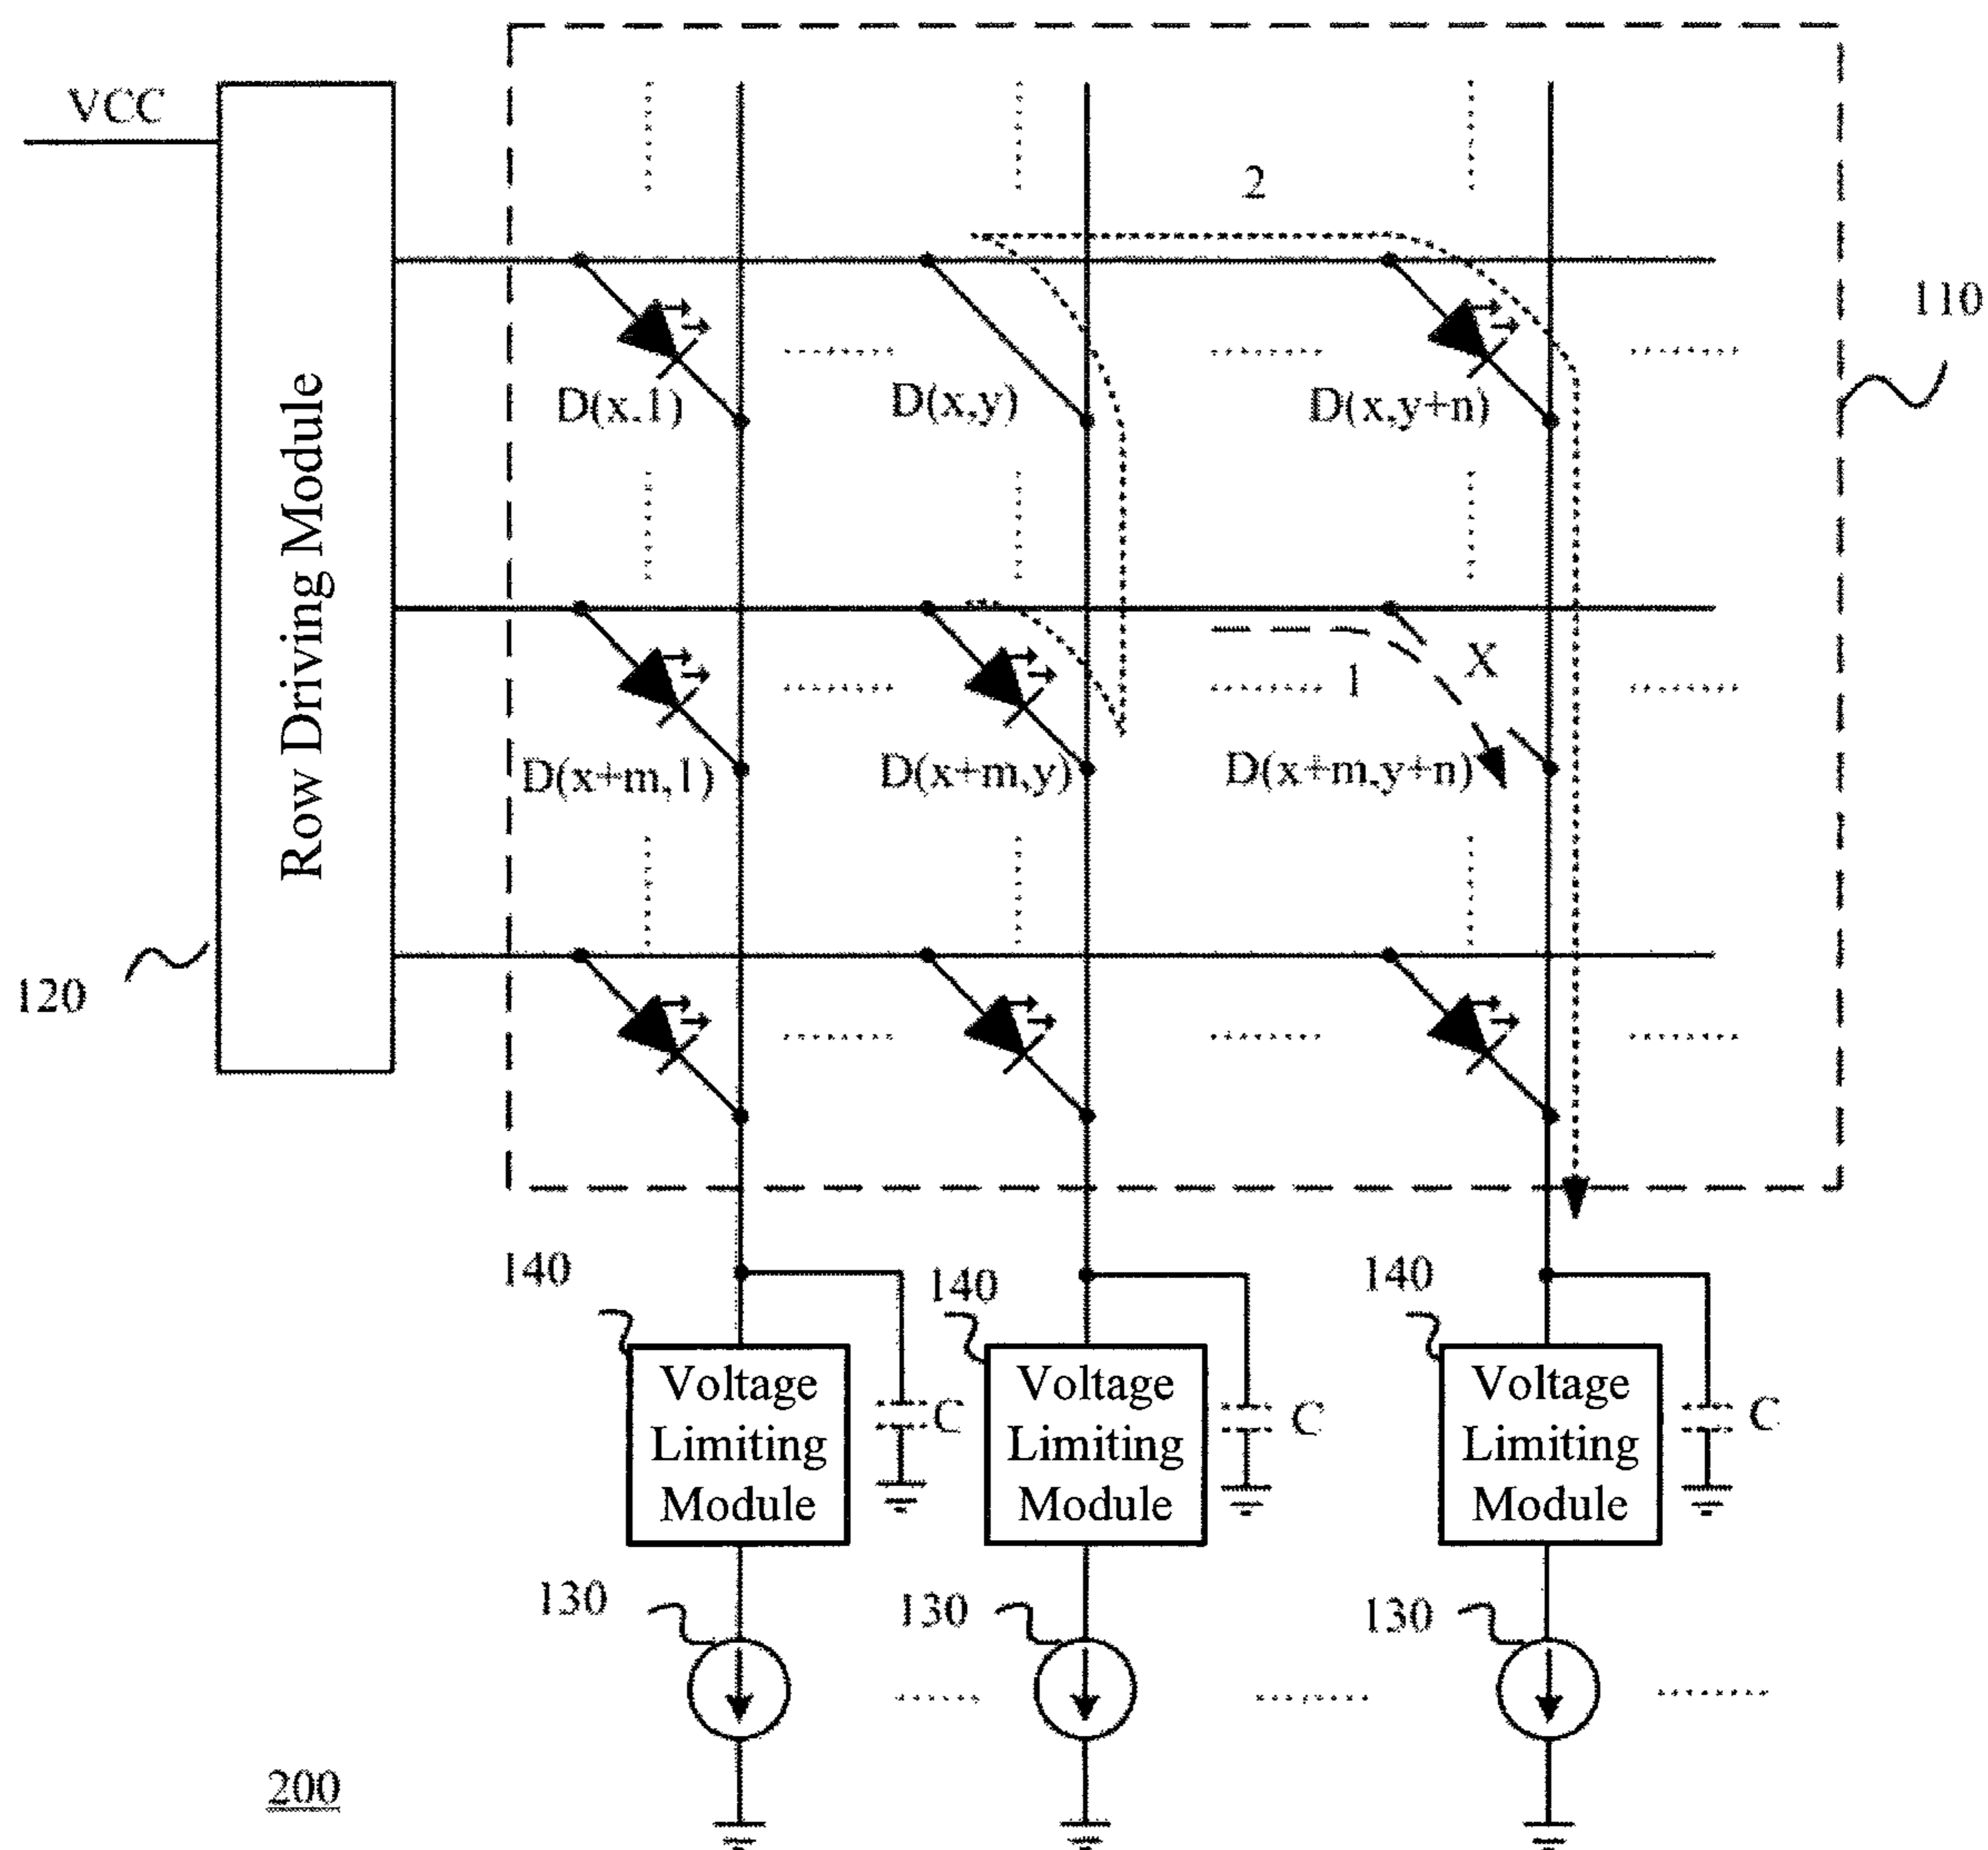 VCC
2
110
D(x,1)
D(x,y)
D(x,y+n)
Row Driving Module
X
1
D(x+m,1)
D(x+m,y)
D(x+m,y+n)
120
140
140
140
Voltage
Limiting
Module
C
Voltage
Limiting
Module
C
Voltage
Limiting
Module
C
130
130
130
200